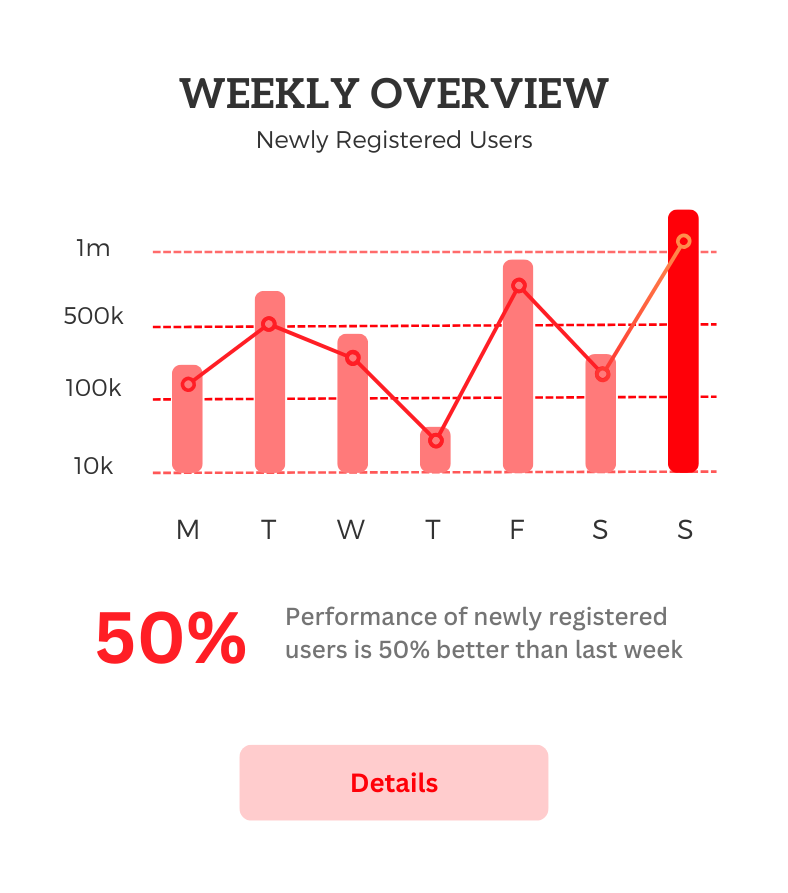 WEEKLY OVERVIEW
Newly Registered Users
1m
500k
100k
10k
M T W T F S S
50%
Performance of newly registered
users is 50% better than last week
Details